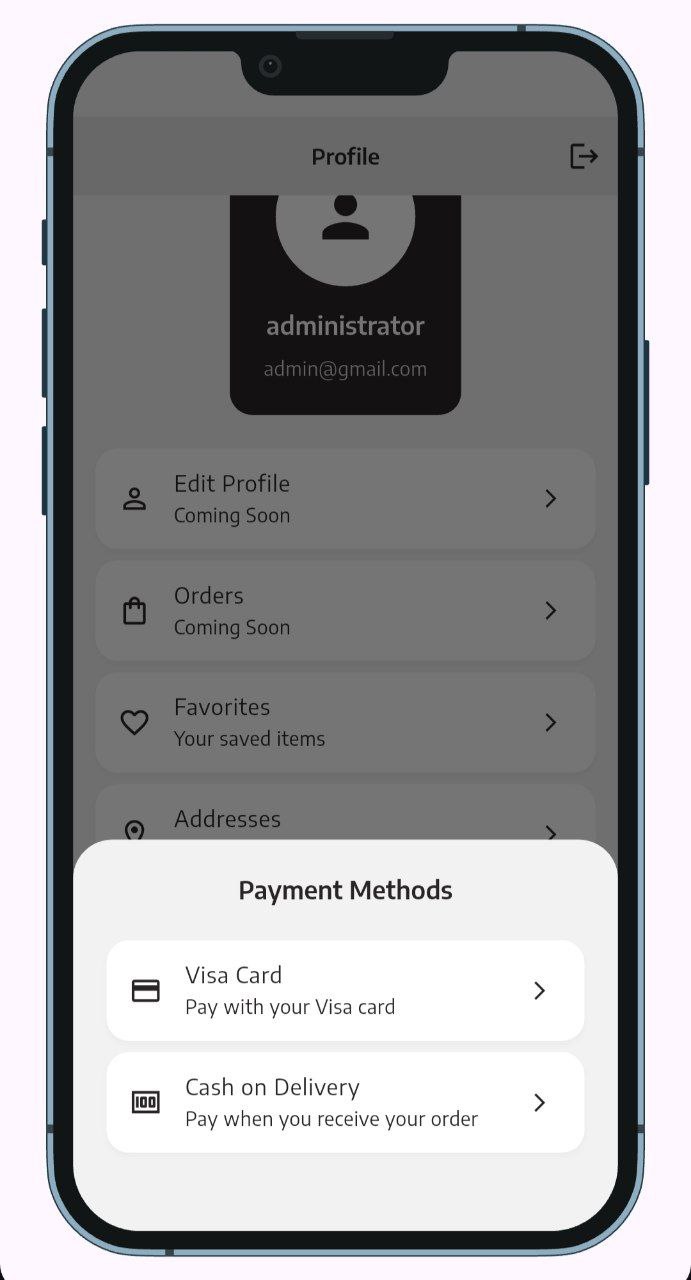 Profile
administrator
admin@gmail.com
Edit Profile
Coming Soon
Orders
Coming Soon
Favorites
Your saved items
Addresses
Payment Methods
Visa Card
Pay with your Visa card
100
Cash on Delivery
Pay when you receive your order